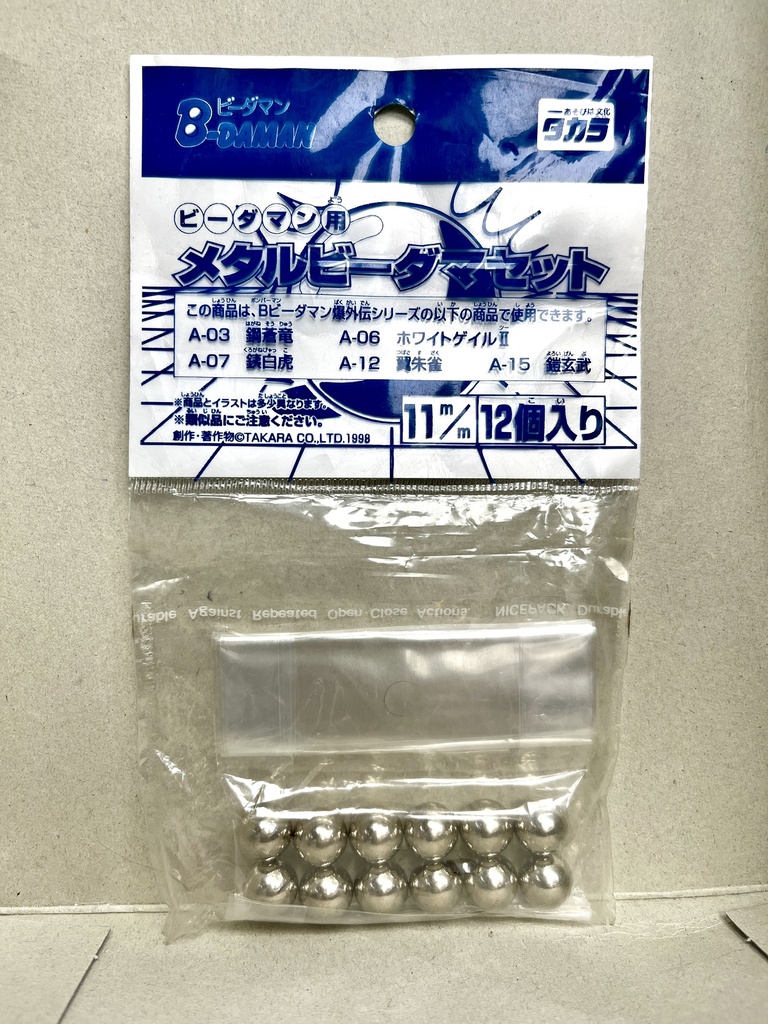 ビーダマン
B-DAMAN
あそびは文化
タカラ
ビーダマン用
メタルビーダマセット
この商品は、Bビーダマン爆外伝シリーズの以下の商品で使用できます。
A-03 鋼蒼竜 A-06 ホワイトゲイルⅡ
A-07 鉄白虎 A-12 翼朱雀 A-15 鎧玄武
※商品とイラストは多少異なります。
※類似品にご注意ください。
創作・著作物©TAKARA CO.,LTD.1998
11m/m 12個入り
Against Repeated Open-Close Actions. NICEPACK